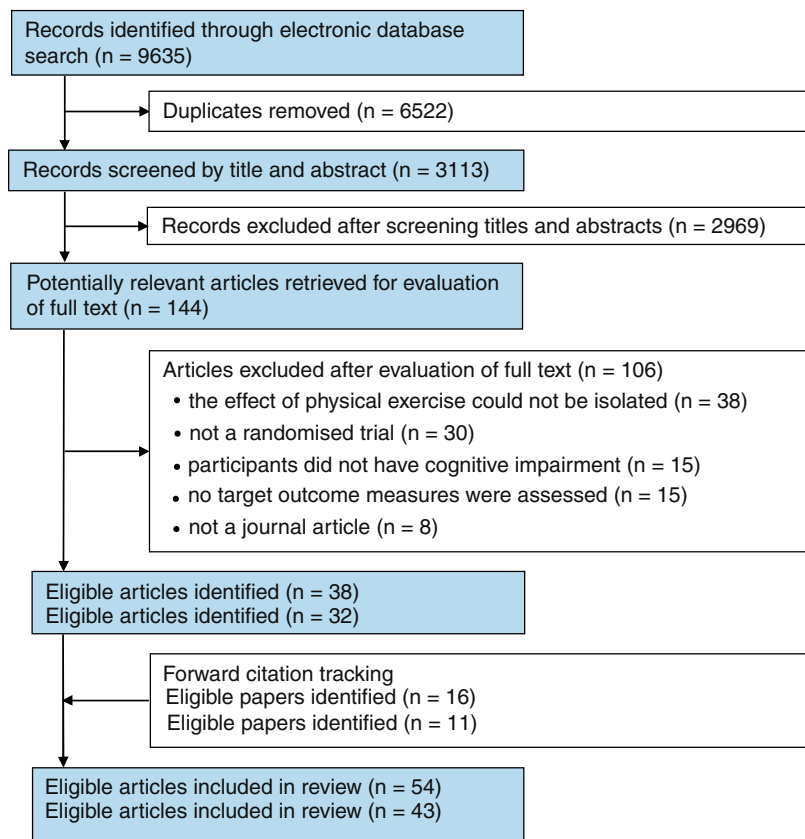 Records identified through electronic database
search (n = 9635)
Duplicates removed (n = 6522)
Records screened by title and abstract (n = 3113)
Records excluded after screening titles and abstracts (n = 2969)
Potentially relevant articles retrieved for evaluation
of full text (n = 144)
Articles excluded after evaluation of full text (n = 106)
• the effect of physical exercise could not be isolated (n = 38)
• not a randomised trial (n = 30)
• participants did not have cognitive impairment (n = 15)
• no target outcome measures were assessed (n = 15)
• not a journal article (n = 8)
Eligible articles identified (n = 38)
Eligible articles identified (n = 32)
Forward citation tracking
Eligible papers identified (n = 16)
Eligible papers identified (n = 11)
Eligible articles included in review (n = 54)
Eligible articles included in review (n = 43)